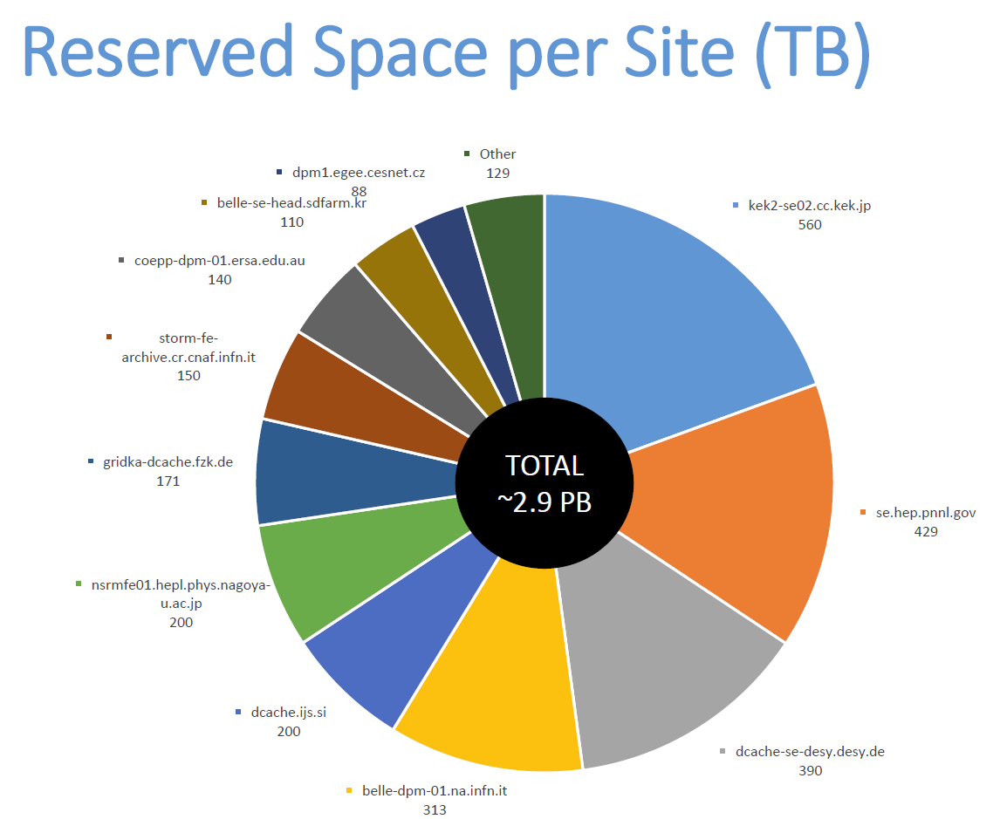 Reserved Space per Site (TB)
Other
129
dpm1.egee.cesnet.cz
88
belle-se-head.sdfarm.kr
110
kek2-se02.cc.kek.jp
560
coepp-dpm-01.ersa.edu.au
140
storm-fe-
archive.cr.cnaf.infn.it
150
gridka-dcache.fzk.de
171
TOTAL
~2.9 PB
se.hep.pnnl.gov
429
nsrmfe01.hepl.phys.nagoya-
u.ac.jp
200
dcache.ijs.si
200
dcache-se-desy.desy.de
390
belle-dpm-01.na.infn.it
313